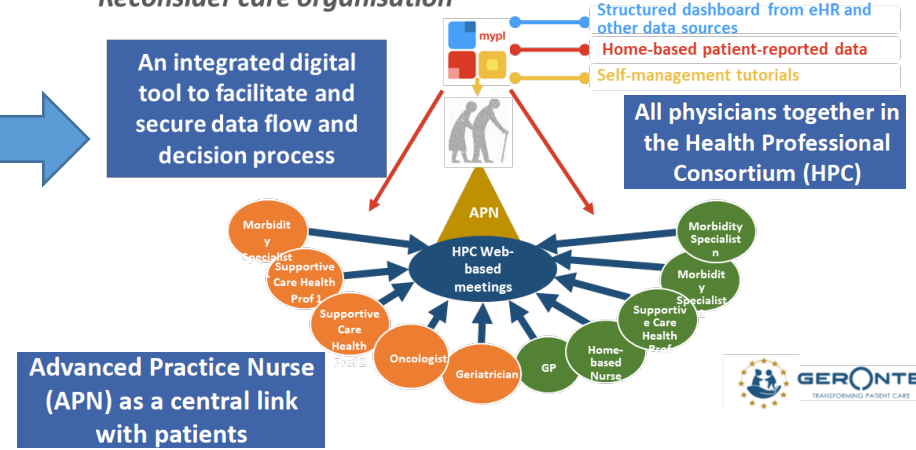 Reconsider care organisation
Structured dashboard from eHR and
other data sources
mypl
Home-based patient-reported data
Self-management tutorials
An integrated digital
tool to facilitate and
secure data flow and
decision process
All physicians together in
the Health Professional
Consortium (HPC)
APN
HPC Web-
based
meetings
Morbidit
y
Specialist
Supportive
Care Health
Prof 1
Supportive
Care
Health
Prof 2
Oncologist
Geriatrician
GP
Home-
based
Nurse
Supportiv
e Care
Health
Prof
Morbidit
y
Specialist
Morbidity
Specialist
n
Advanced Practice Nurse
(APN) as a central link
with patients
GERONTE
TRANSFORMING PATIENT CARE